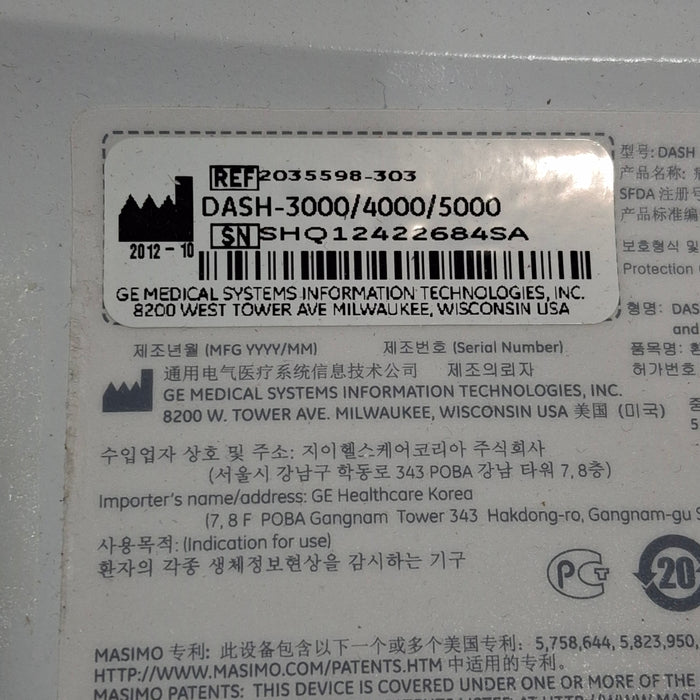 REF 2035598-303
DASH-3000/4000/5000
SN SHQ12422684SA
2012-10
GE MEDICAL SYSTEMS INFORMATION TECHNOLOGIES, INC.
8200 WEST TOWER AVE MILWAUKEE, WISCONSIN USA
型号: DASH
产品名称:
SFDA 注册号
产品标准编
보호형식 및
Protection
형명: DAS
and
품목명:
허가번호
제조년월 (MFG YYYY/MM) 제조번호 (Serial Number)
通用电气医疗系统信息技术公司 제조의뢰자
GE MEDICAL SYSTEMS INFORMATION TECHNOLOGIES, INC.
8200 W. TOWER AVE. MILWAUKEE, WISCONSIN USA 美国 (미국)
수입업자 상호 및 주소: 지이헬스케어코리아 주식회사
(서울시 강남구 학동로 343 POBA 강남 타워 7, 8층)
Importer's name/address: GE Healthcare Korea
(7, 8 F POBA Gangnam Tower 343 Hakdong-ro, Gangnam-gu
사용목적: (Indication for use)
환자의 각종 생체정보현상을 감시하는 기구
20
MASIMO 专利: 此设备包含以下一个或多个美国专利: 5,758,644, 5,823,950,
HTTP://WWW.MASIMO.COM/PATENTS.HTM 中适用的专利。
MASIMO PATENTS: THIS DEVICE IS COVERED UNDER ONE OR MORE OF THE